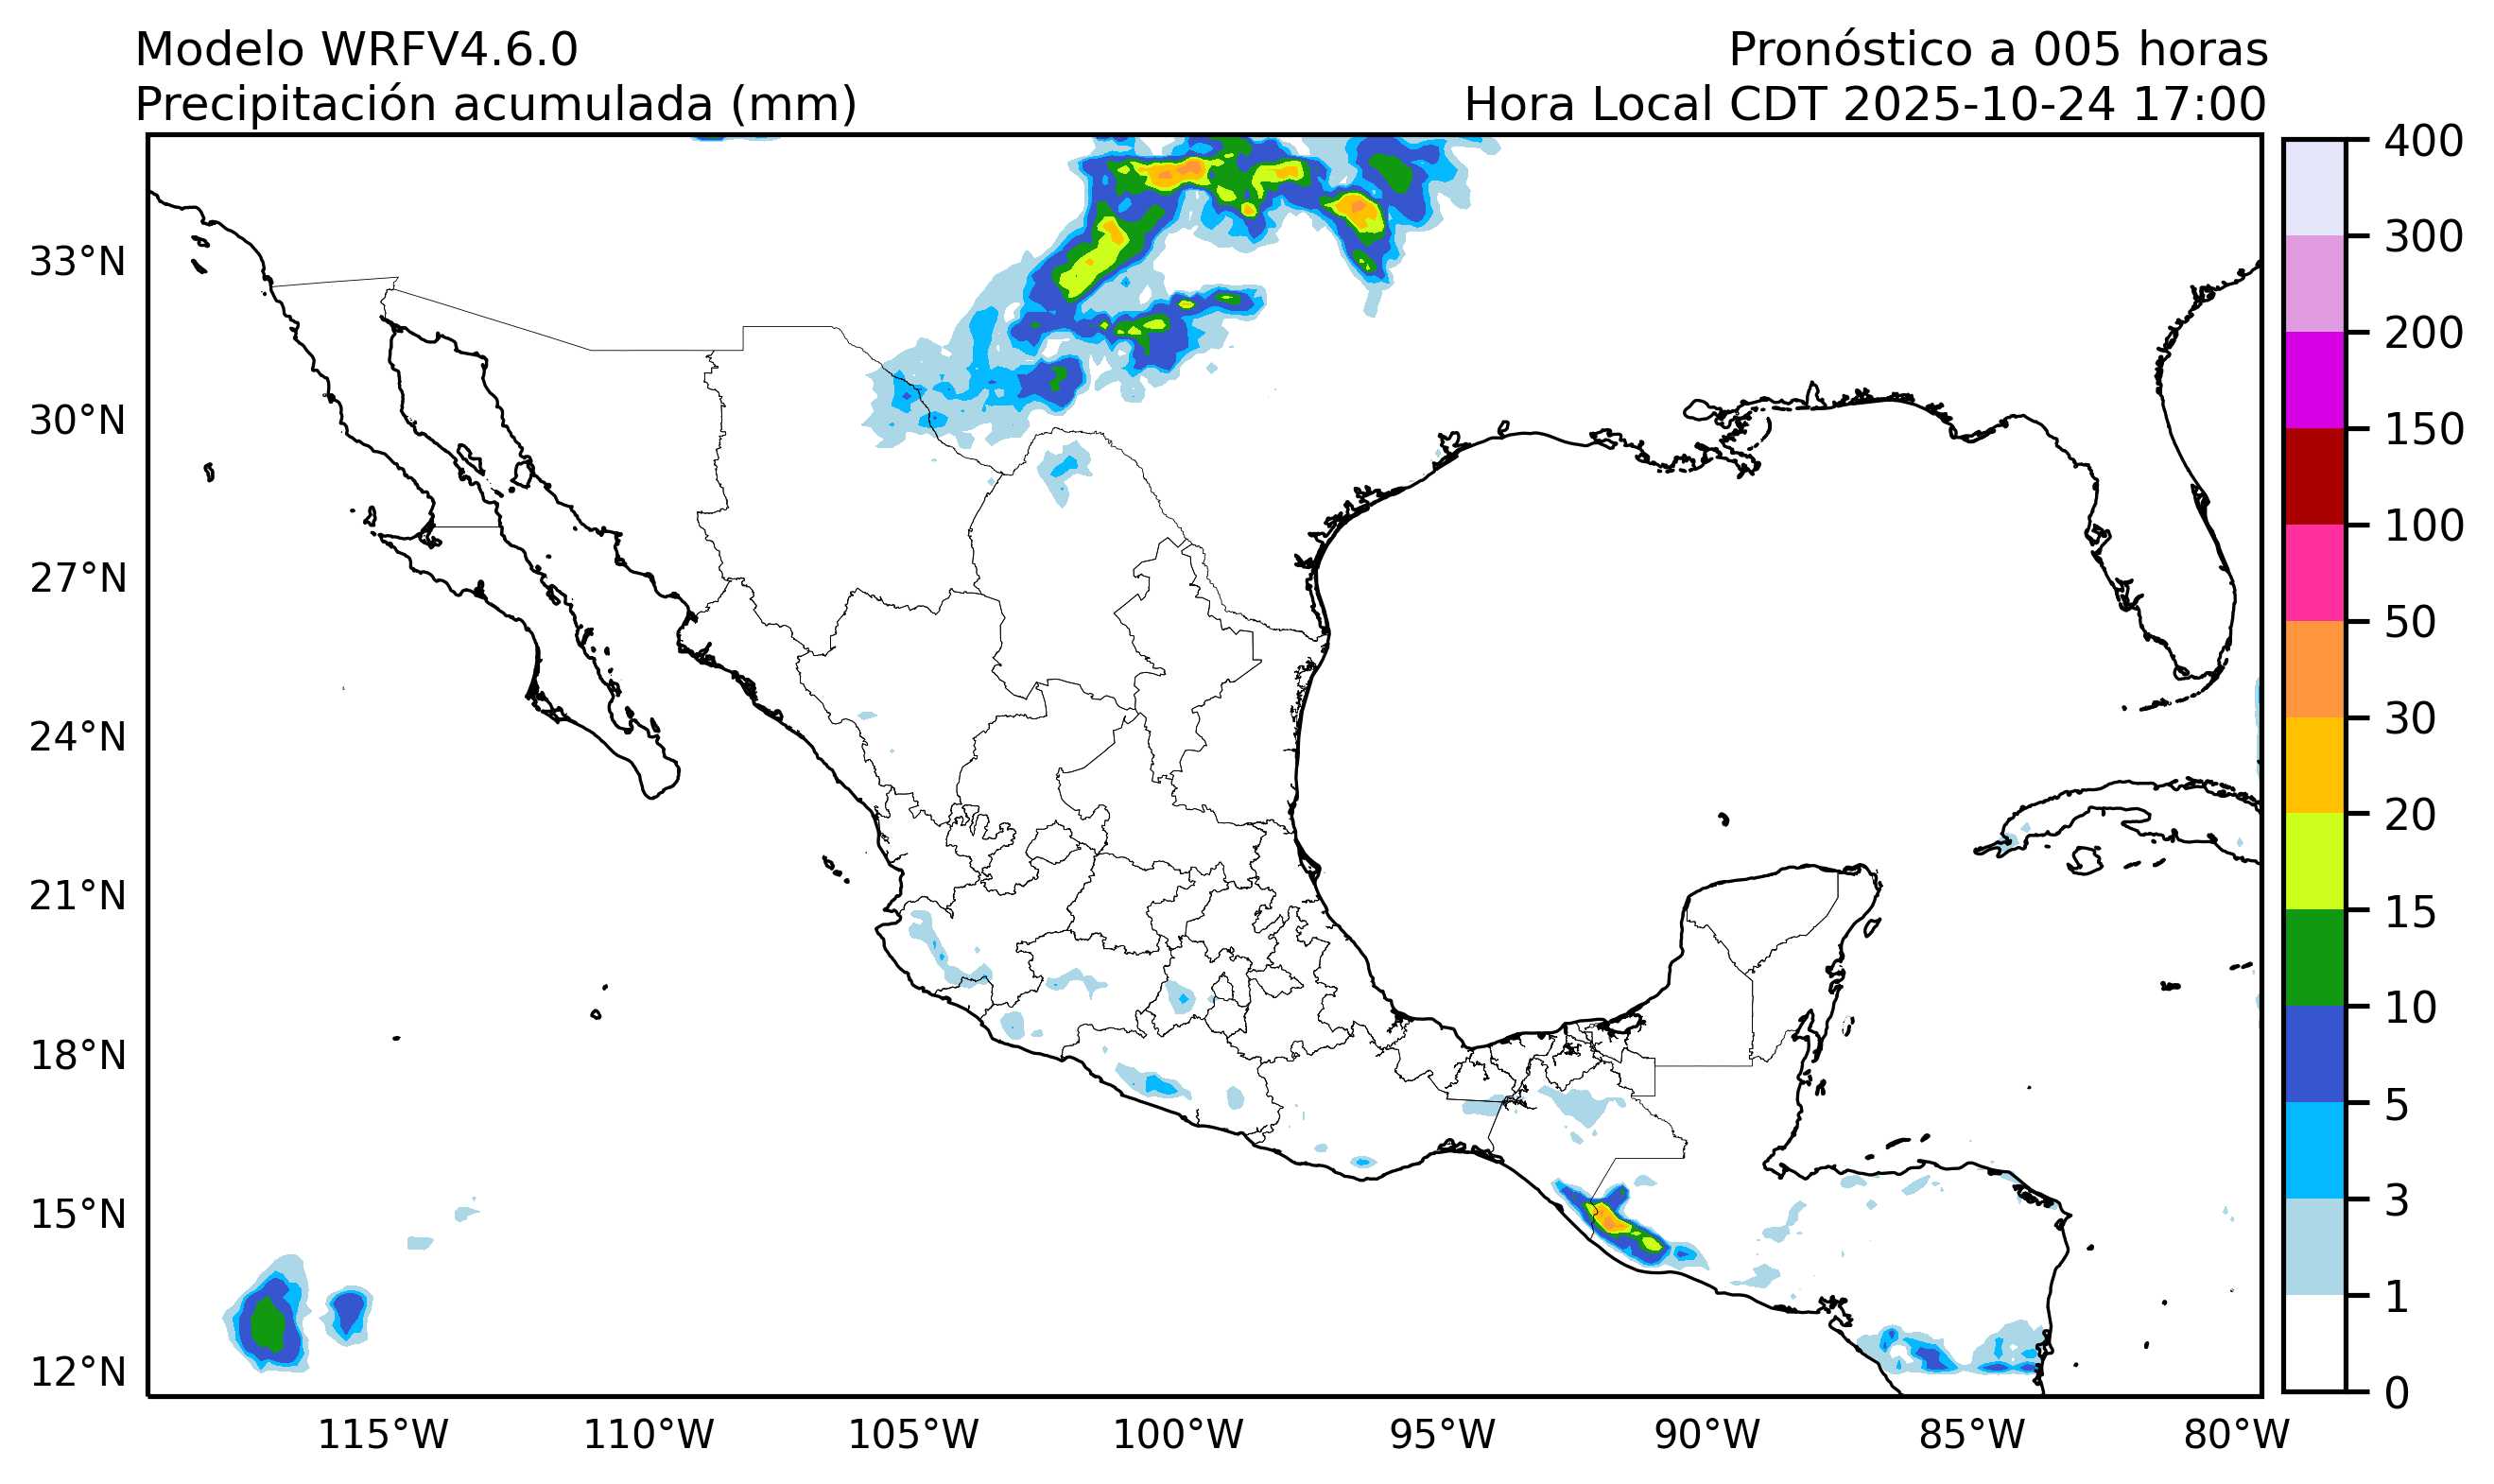 Modelo WRFV4.6.0
Pronóstico a 005 horas
Precipitación acumulada (mm)
Hora Local CDT 2025-10-24 17:00
33°N
30°N
27°N
24°N
21°N
18°N
15°N
12°N
115°W
110°W
105°W
100°W
95°W
90°W
85°W
80°W
400
300
200
150
100
50
30
20
15
10
5
3
1
0